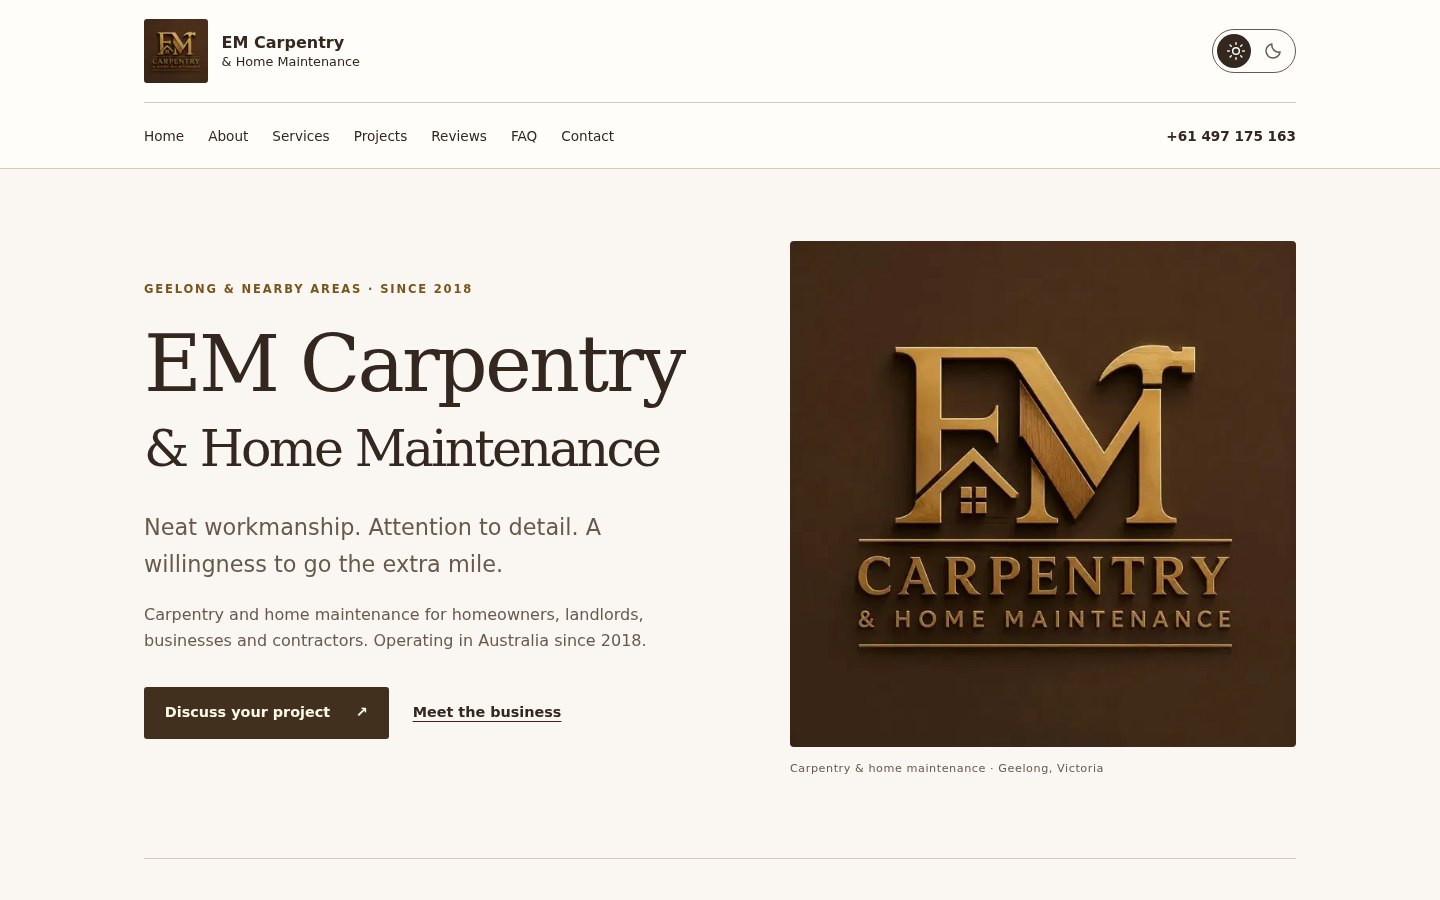 EM Carpentry
& Home Maintenance
Home About Services Projects Reviews FAQ Contact
+61 497 175 163
GEELONG & NEARBY AREAS · SINCE 2018
EM Carpentry
& Home Maintenance
Neat workmanship. Attention to detail. A
willingness to go the extra mile.
Carpentry and home maintenance for homeowners, landlords,
businesses and contractors. Operating in Australia since 2018.
Discuss your project ↗
Meet the business
EM
CARPENTRY
& HOME MAINTENANCE
Carpentry & home maintenance · Geelong, Victoria